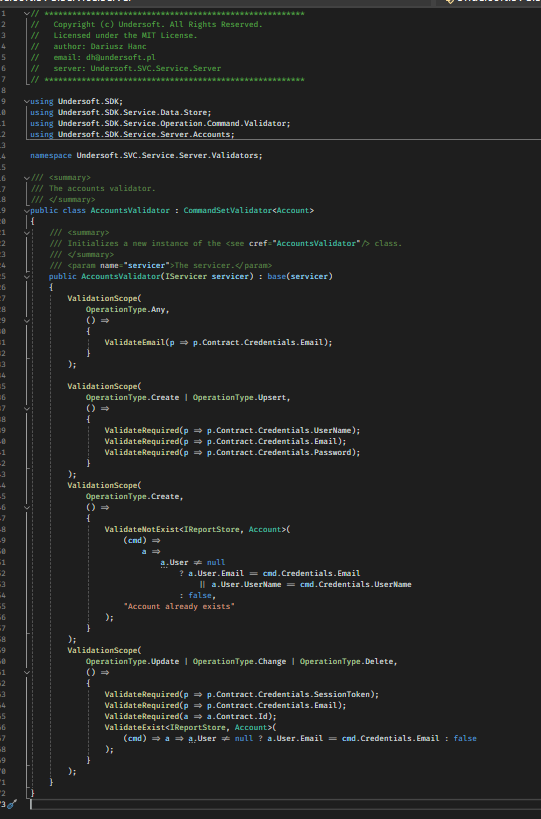 // **********************************************************
//   Copyright (c) Undersoft. All Rights Reserved.
//   Licensed under the MIT License.
//   author: Dariusz Hanc
//   email: dh@undersoft.pl
//   server: Undersoft.SVC.Service.Server
// **********************************************************
using Undersoft.SDK;
using Undersoft.SDK.Service.Data.Store;
using Undersoft.SDK.Service.Operation.Command.Validator;
using Undersoft.SDK.Service.Server.Accounts;
namespace Undersoft.SVC.Service.Server.Validators;
/// <summary>
/// The accounts validator.
/// </summary>
public class AccountsValidator : CommandSetValidator<Account>
{
/// <summary>
/// Initializes a new instance of the <see cref="AccountsValidator"/> class.
/// </summary>
/// <param name="servicer">The servicer.</param>
public AccountsValidator(IServicer servicer) : base(servicer)
{
ValidationScope(
OperationType.Any,
() ⇒
{
ValidateEmail(p ⇒ p.Contract.Credentials.Email);
}
);
ValidationScope(
OperationType.Create | OperationType.Upsert,
() ⇒
{
ValidateRequired(p ⇒ p.Contract.Credentials.UserName);
ValidateRequired(p ⇒ p.Contract.Credentials.Email);
ValidateRequired(p ⇒ p.Contract.Credentials.Password);
}
);
ValidationScope(
OperationType.Create,
() ⇒
{
ValidateNotExist<IReportStore, Account>(
(cmd) ⇒
a ⇒
a.User ≠ null
? a.User.Email == cmd.Credentials.Email
|| a.User.UserName == cmd.Credentials.UserName
: false,
"Account already exists"
);
}
);
ValidationScope(
OperationType.Update | OperationType.Change | OperationType.Delete,
() ⇒
{
ValidateRequired(p ⇒ p.Contract.Credentials.SessionToken);
ValidateRequired(p ⇒ p.Contract.Credentials.Email);
ValidateRequired(a ⇒ a.Contract.Id);
ValidateExist<IReportStore, Account>(
(cmd) ⇒ a ⇒ a.User ≠ null ? a.User.Email == cmd.Credentials.Email : false
);
}
);
}
}